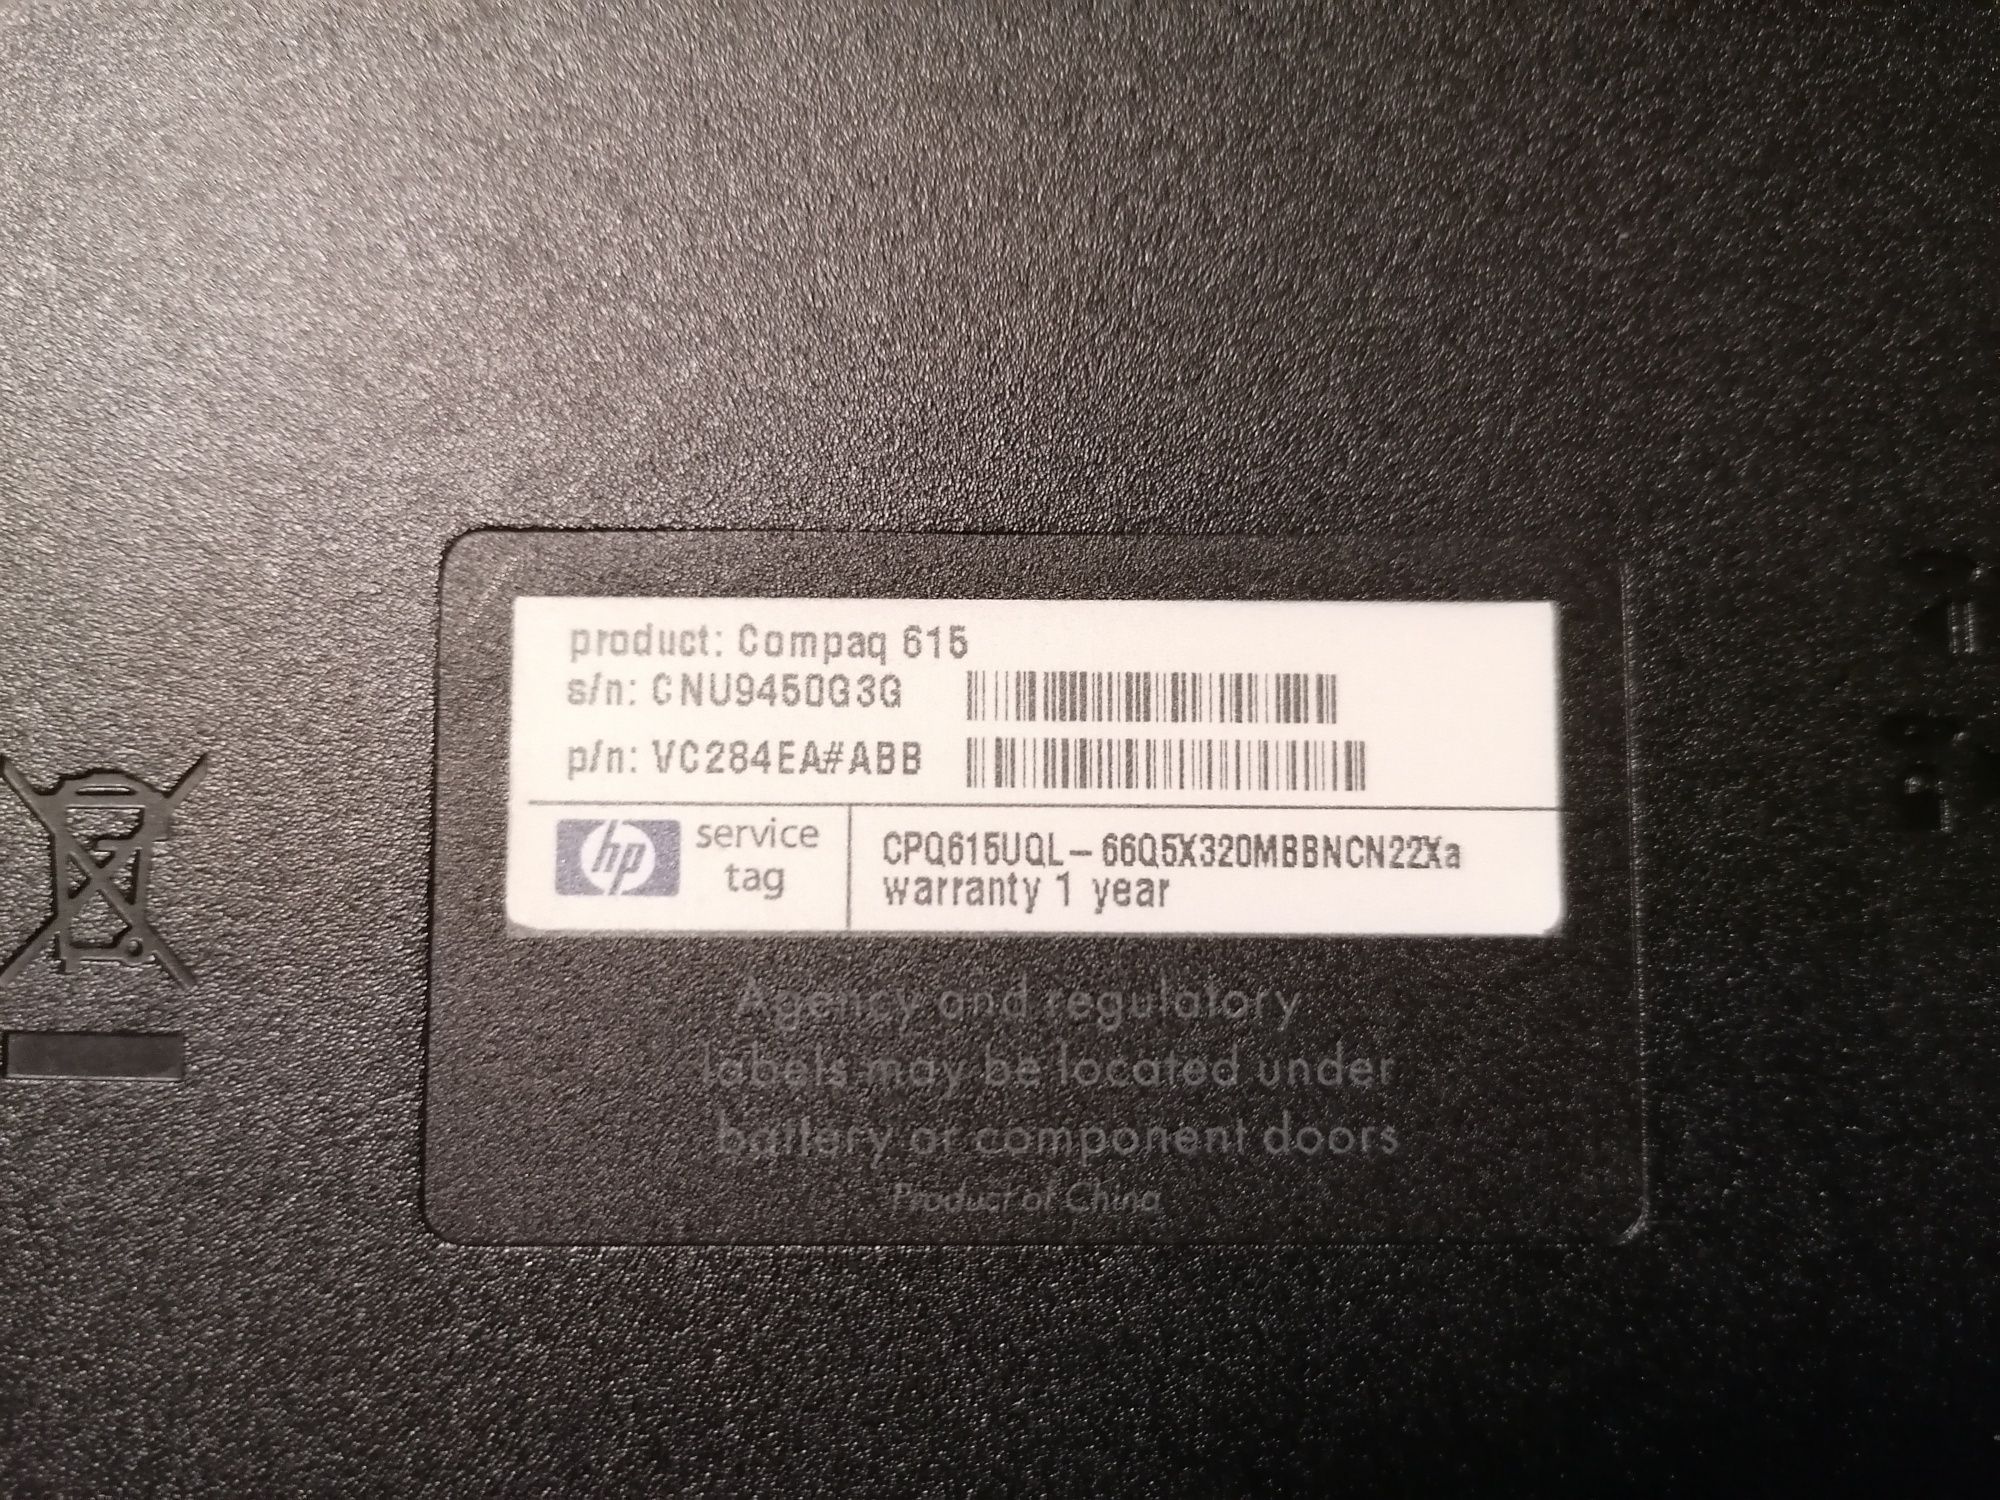 product: Compaq 615
s/n: CNU9450G3G
p/n: VC284EA#ABB
hp
service
tag
CPQ615UQL-66Q5X320MBBNCN22Xa
warranty 1 year
Agency and regulatory
labels may be located under
battery or component doors
Product of China